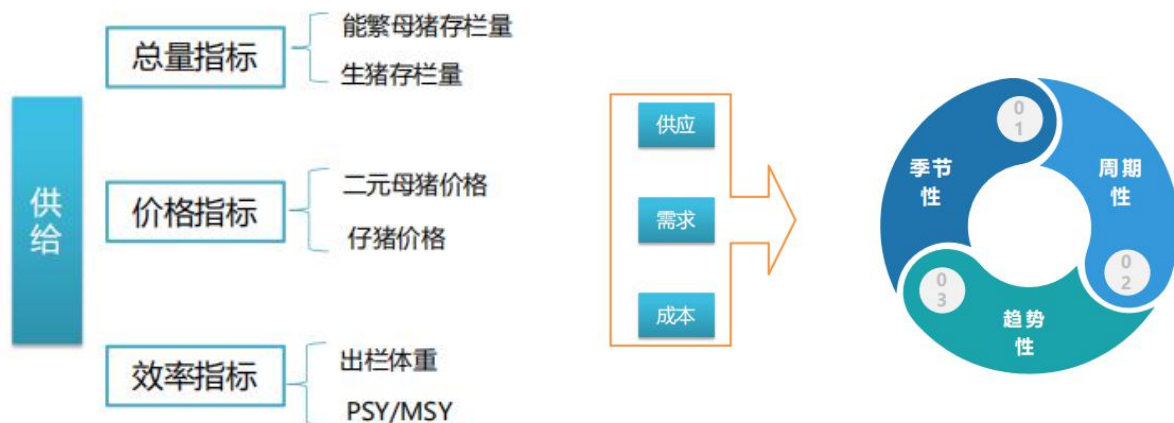 供给
总量指标
能繁母猪存栏量
生猪存栏量
价格指标
二元母猪价格
仔猪价格
效率指标
出栏体重
PSY/MSY
供应
需求
成本
01
季节
性
周期
性
02
03
趋势
性